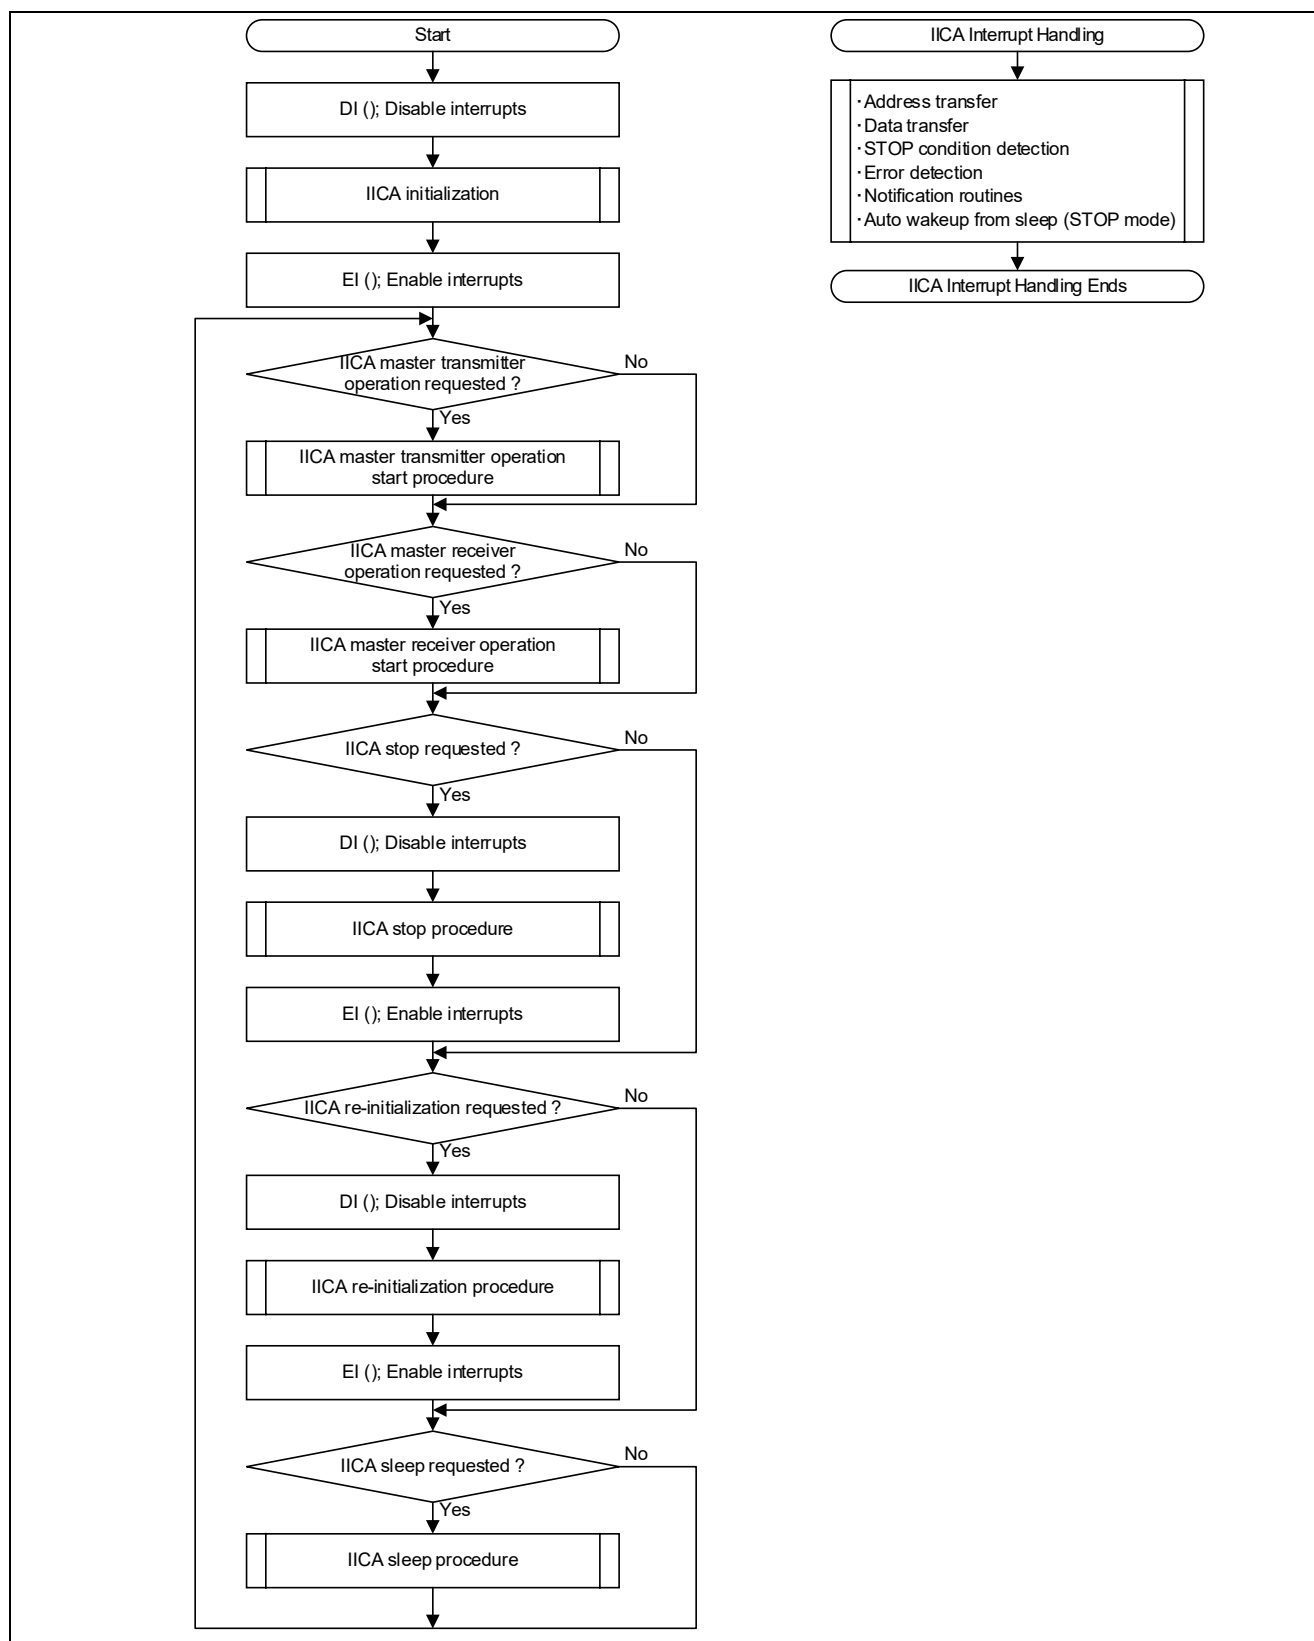 Start
DI (); Disable interrupts
IICA initialization
EI (); Enable interrupts
IICA master transmitter
operation requested ?
No
Yes
IICA master transmitter operation
start procedure
IICA master receiver
operation requested ?
No
Yes
IICA master receiver operation
start procedure
IICA stop requested ?
No
Yes
DI (); Disable interrupts
IICA stop procedure
EI (); Enable interrupts
IICA re-initialization requested ?
No
Yes
DI (); Disable interrupts
IICA re-initialization procedure
EI (); Enable interrupts
IICA sleep requested ?
No
Yes
IICA sleep procedure
IICA Interrupt Handling
・Address transfer
・Data transfer
・STOP condition detection
・Error detection
・Notification routines
・Auto wakeup from sleep (STOP mode)
IICA Interrupt Handling Ends